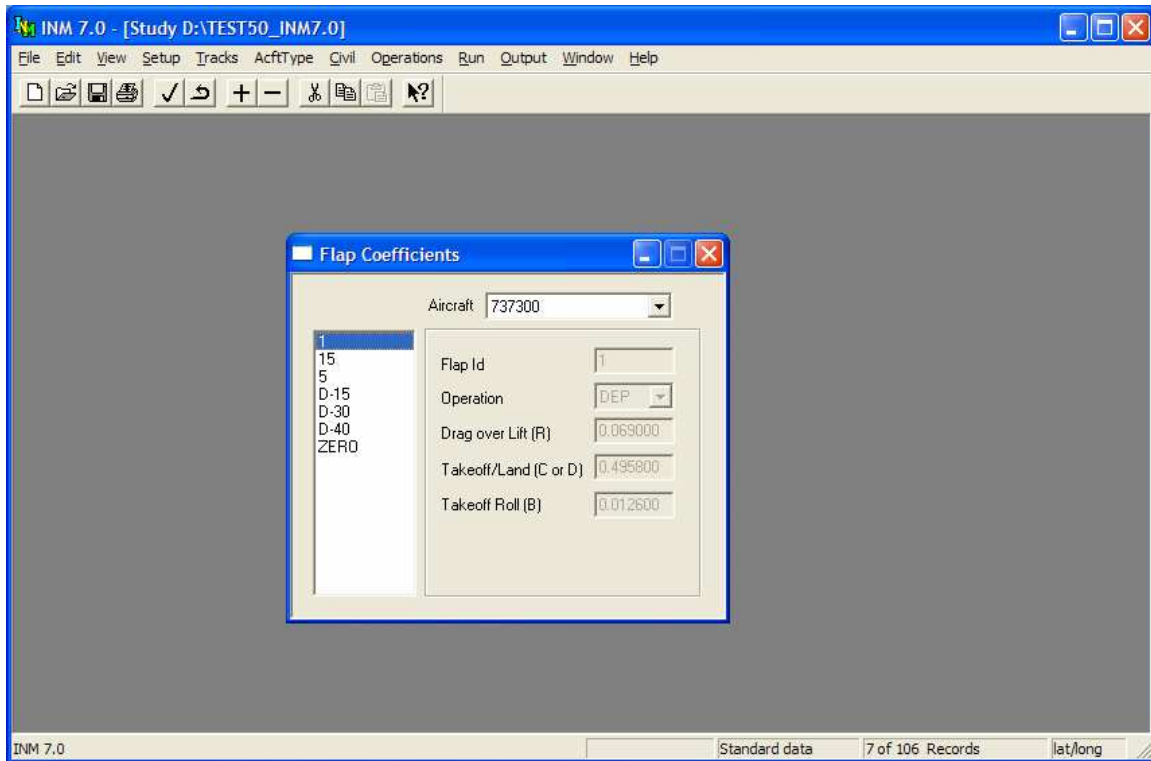 INM 7.0 - [Study D:\TEST50_INM7.0]
File Edit View Setup Tracks AcftType Civil Operations Run Output Window Help
Flap Coefficients
Aircraft 737300
1
15
5
D-15
D-30
D-40
ZERO
Flap Id 1
Operation DEP
Drag over Lift (R) 0.069000
Takeoff/Land (C or D) 0.495800
Takeoff Roll (B) 0.012600
INM 7.0 Standard data 7 of 106 Records lat/long